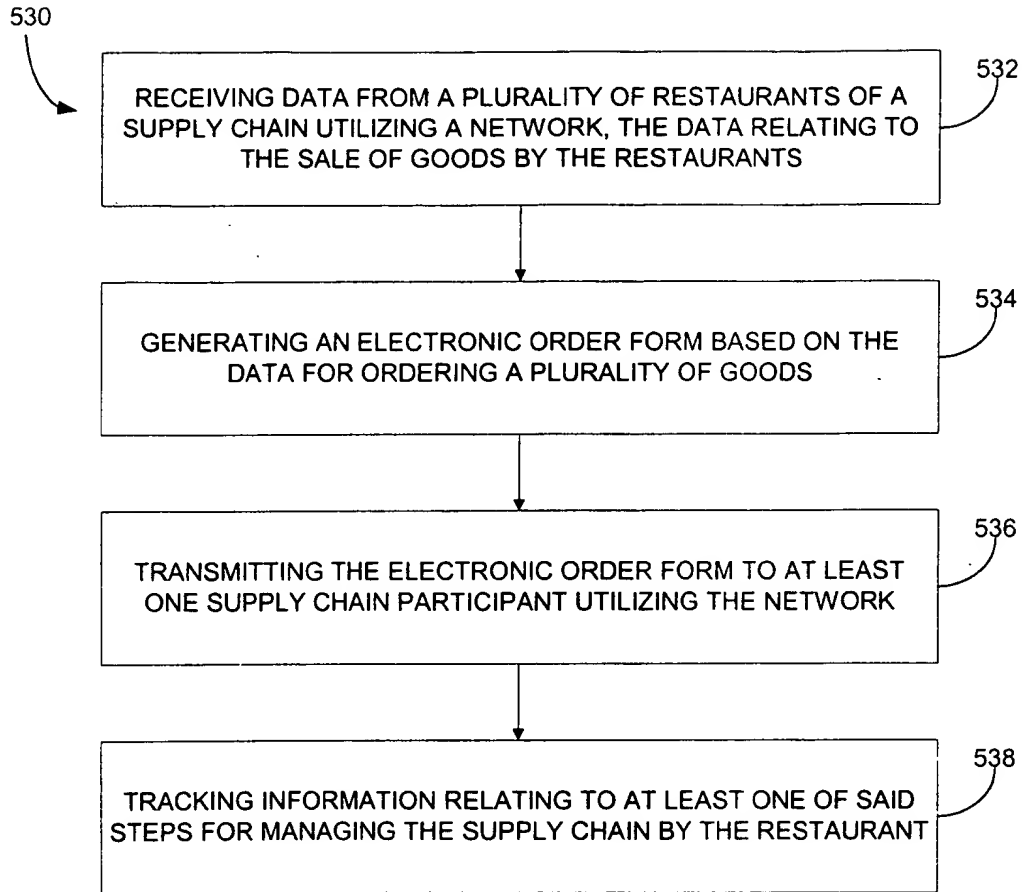 530
532
RECEIVING DATA FROM A PLURALITY OF RESTAURANTS OF A
SUPPLY CHAIN UTILIZING A NETWORK, THE DATA RELATING TO
THE SALE OF GOODS BY THE RESTAURANTS
534
GENERATING AN ELECTRONIC ORDER FORM BASED ON THE
DATA FOR ORDERING A PLURALITY OF GOODS
536
TRANSMITTING THE ELECTRONIC ORDER FORM TO AT LEAST
ONE SUPPLY CHAIN PARTICIPANT UTILIZING THE NETWORK
538
TRACKING INFORMATION RELATING TO AT LEAST ONE OF SAID
STEPS FOR MANAGING THE SUPPLY CHAIN BY THE RESTAURANT